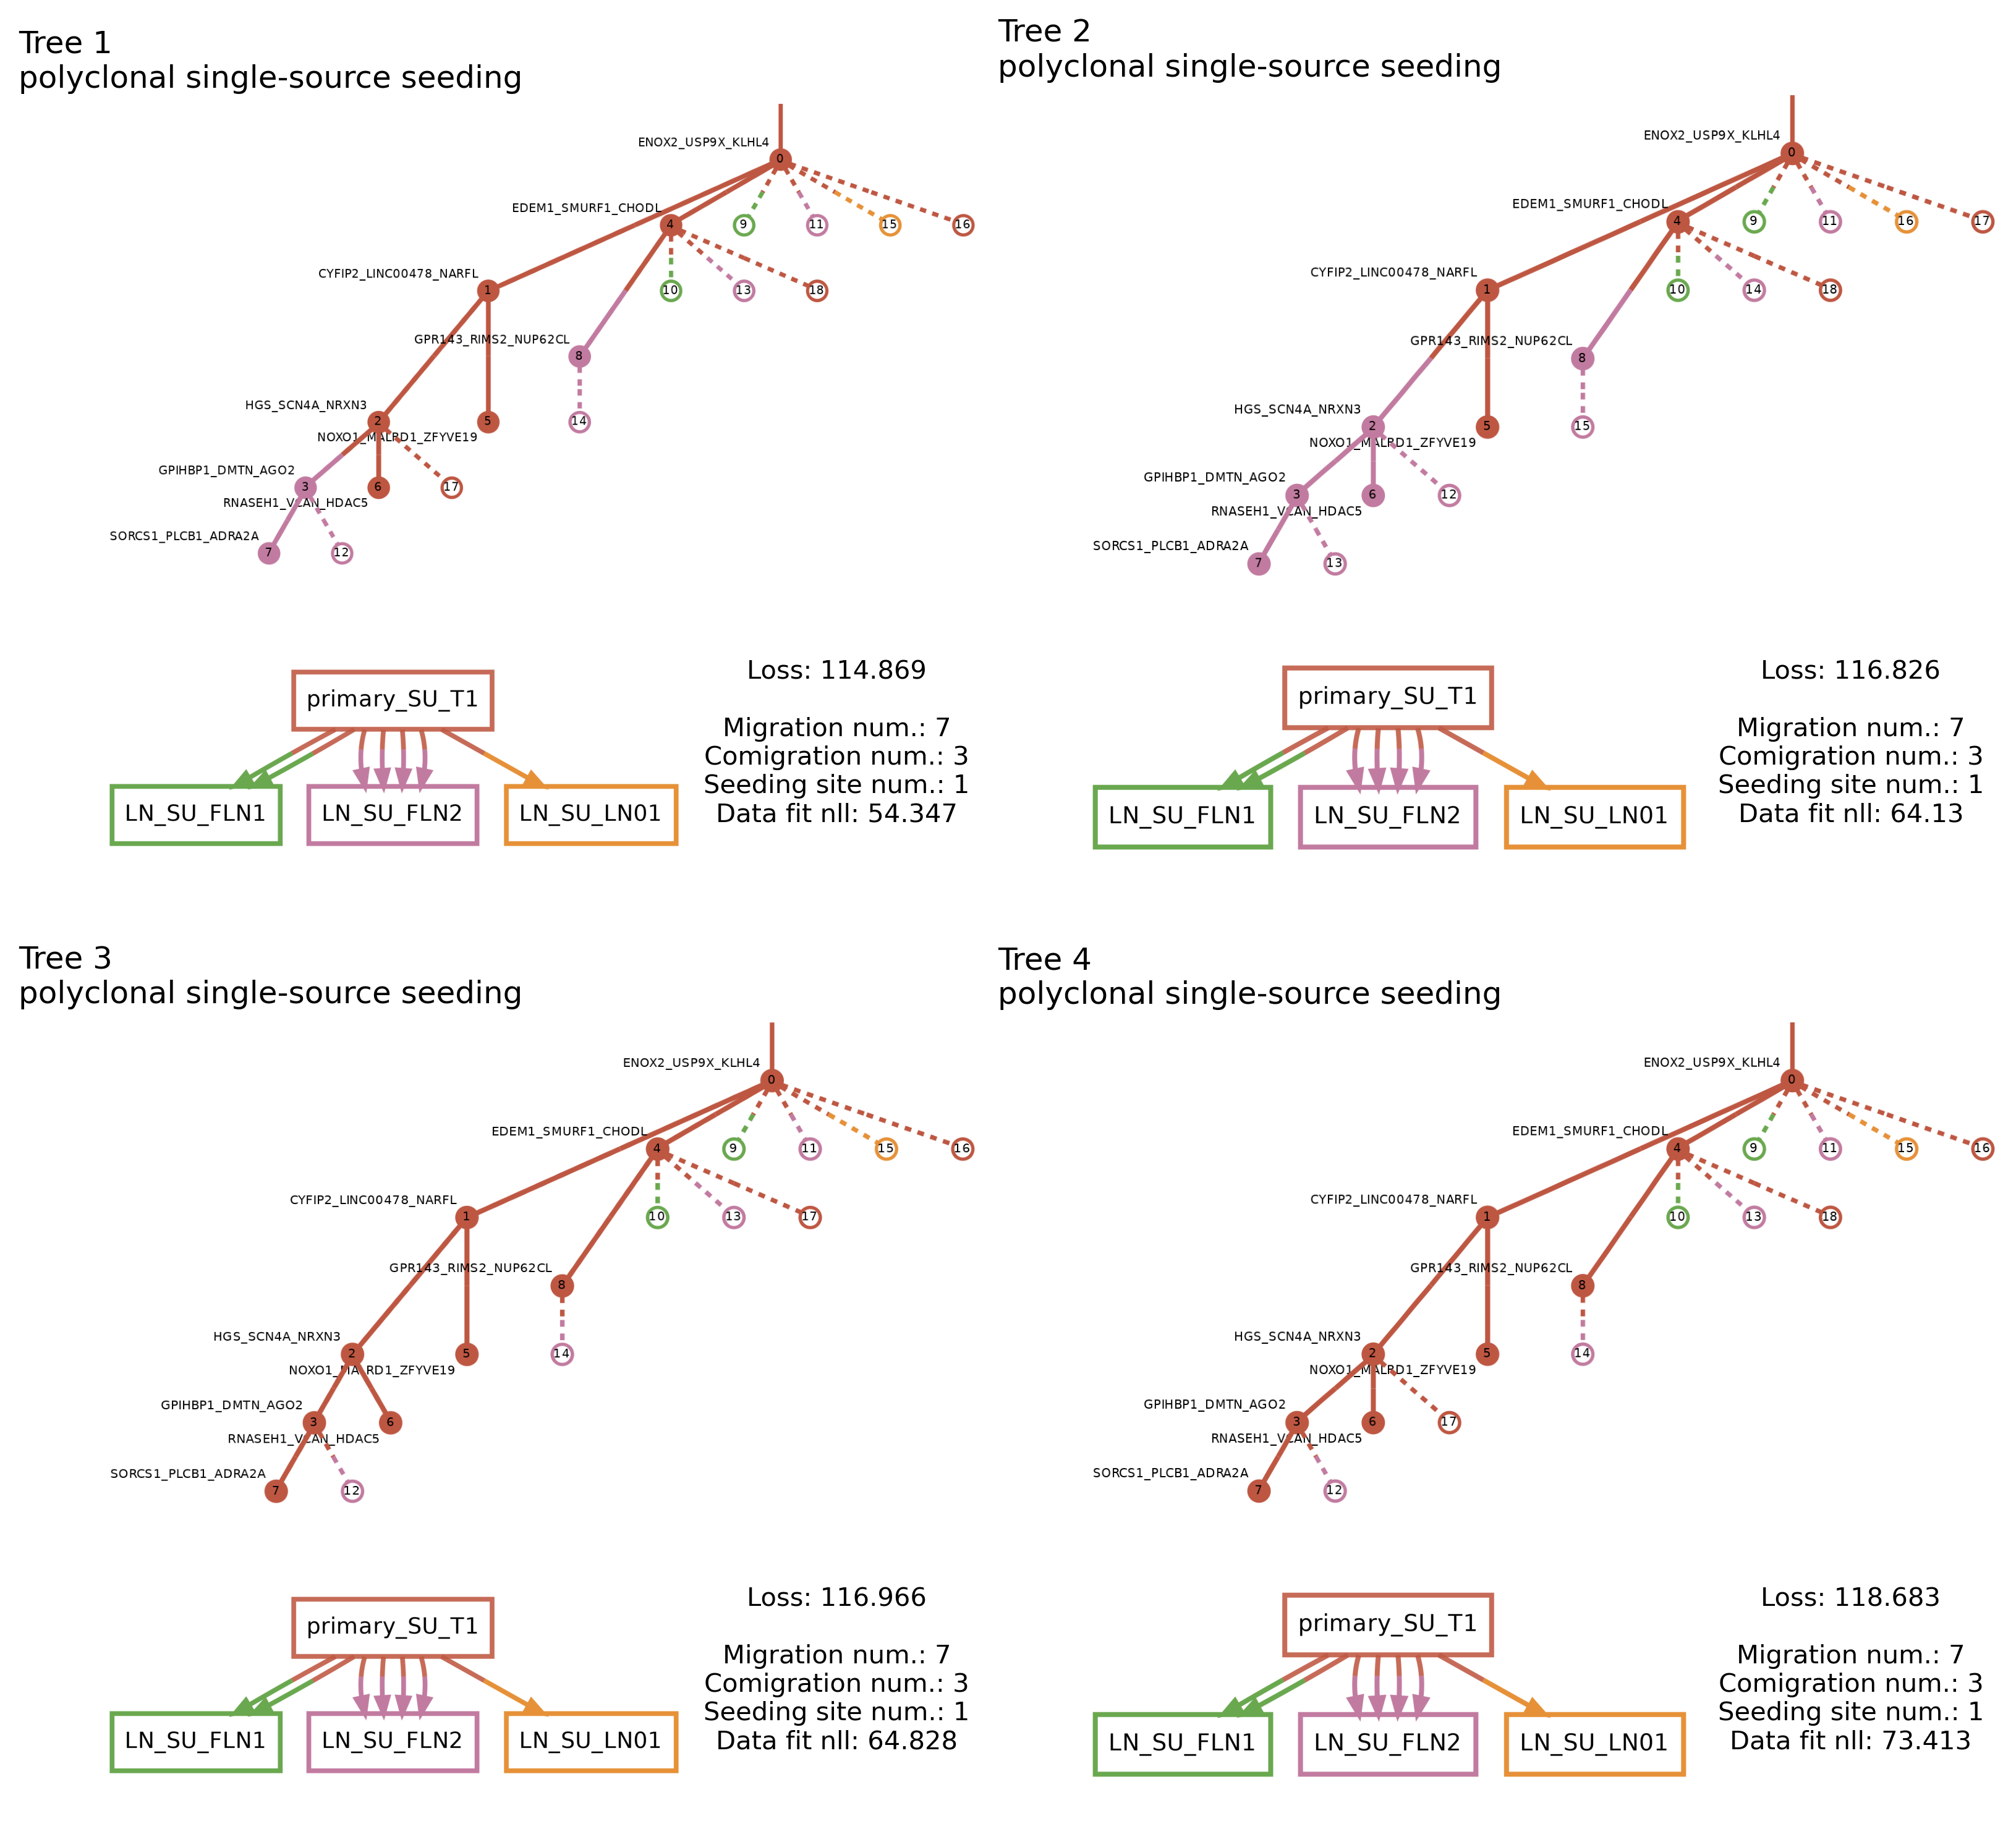 Tree 1
polyclonal single-source seeding
ENOX2_USP9X_KLHL4
0
EDEM1_SMURF1_CHODL
4
9
11
15
16
CYFIP2_LINC00478_NARFL
1
10
13
18
GPR143_RIMS2_NUP62CL
8
HGS_SCN4A_NRXN3
2
5
14
NOXO1_MALRD1_ZFYVE19
GPIHBP1_DMTN_AGO2
3
6
17
RNASEH1_VCAN_HDAC5
SORCS1_PLCB1_ADRA2A
7
12
primary_SU_T1
LN_SU_FLN1
LN_SU_FLN2
LN_SU_LN01
Loss: 114.869
Migration num.: 7
Comigration num.: 3
Seeding site num.: 1
Data fit nll: 54.347
Tree 2
polyclonal single-source seeding
ENOX2_USP9X_KLHL4
0
EDEM1_SMURF1_CHODL
4
9
11
16
17
CYFIP2_LINC00478_NARFL
1
10
14
18
GPR143_RIMS2_NUP62CL
8
HGS_SCN4A_NRXN3
2
5
15
NOXO1_MALRD1_ZFYVE19
GPIHBP1_DMTN_AGO2
3
6
12
RNASEH1_VCAN_HDAC5
SORCS1_PLCB1_ADRA2A
7
13
primary_SU_T1
LN_SU_FLN1
LN_SU_FLN2
LN_SU_LN01
Loss: 116.826
Migration num.: 7
Comigration num.: 3
Seeding site num.: 1
Data fit nll: 64.13
Tree 3
polyclonal single-source seeding
ENOX2_USP9X_KLHL4
0
EDEM1_SMURF1_CHODL
4
9
11
15
16
CYFIP2_LINC00478_NARFL
1
10
13
17
GPR143_RIMS2_NUP62CL
8
HGS_SCN4A_NRXN3
2
5
14
NOXO1_MALRD1_ZFYVE19
GPIHBP1_DMTN_AGO2
3
6
RNASEH1_VCAN_HDAC5
SORCS1_PLCB1_ADRA2A
7
12
primary_SU_T1
LN_SU_FLN1
LN_SU_FLN2
LN_SU_LN01
Loss: 116.966
Migration num.: 7
Comigration num.: 3
Seeding site num.: 1
Data fit nll: 64.828
Tree 4
polyclonal single-source seeding
ENOX2_USP9X_KLHL4
0
EDEM1_SMURF1_CHODL
4
9
11
15
16
CYFIP2_LINC00478_NARFL
1
10
13
18
GPR143_RIMS2_NUP62CL
8
HGS_SCN4A_NRXN3
2
5
14
NOXO1_MALRD1_ZFYVE19
GPIHBP1_DMTN_AGO2
3
6
17
RNASEH1_VCAN_HDAC5
SORCS1_PLCB1_ADRA2A
7
12
primary_SU_T1
LN_SU_FLN1
LN_SU_FLN2
LN_SU_LN01
Loss: 118.683
Migration num.: 7
Comigration num.: 3
Seeding site num.: 1
Data fit nll: 73.413